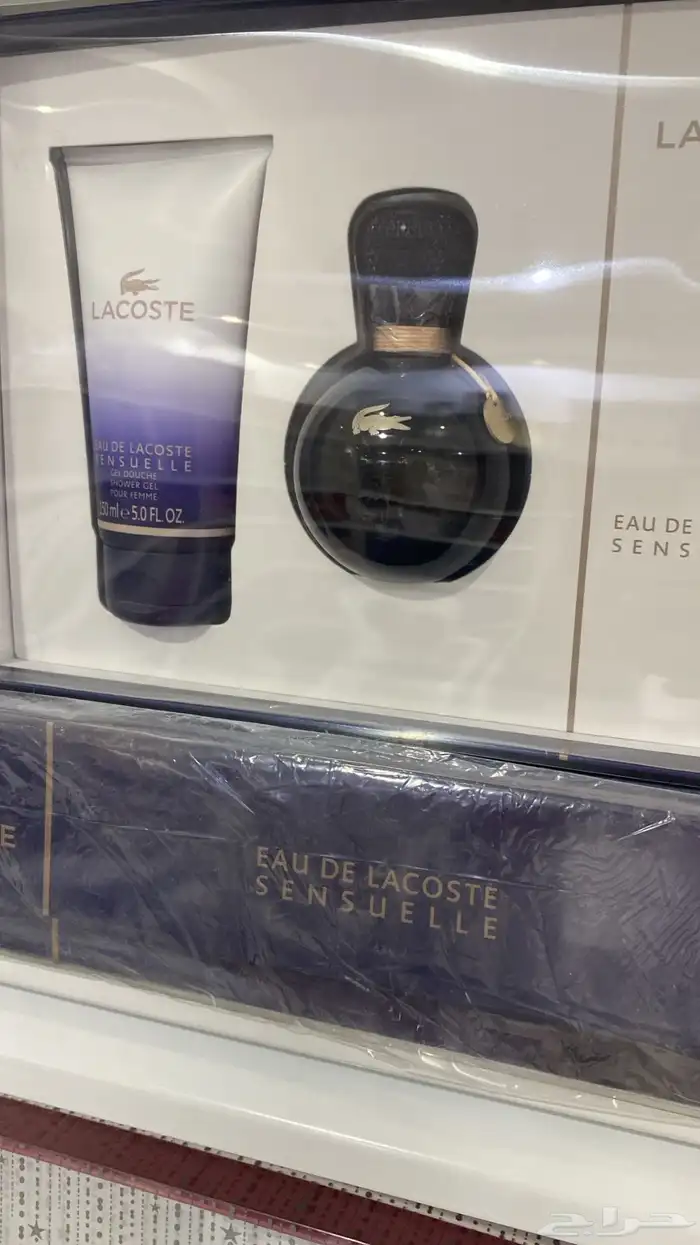 LA
LACOSTE
EAU DE LACOSTE
SENSUELLE
GEL DOUCHE
SHOWER GEL
POUR FEMME
150 ml e 5.0 FL. OZ.
EAU DE
SENS
E
EAU DE LACOSTE
SENSUELLE
حراج